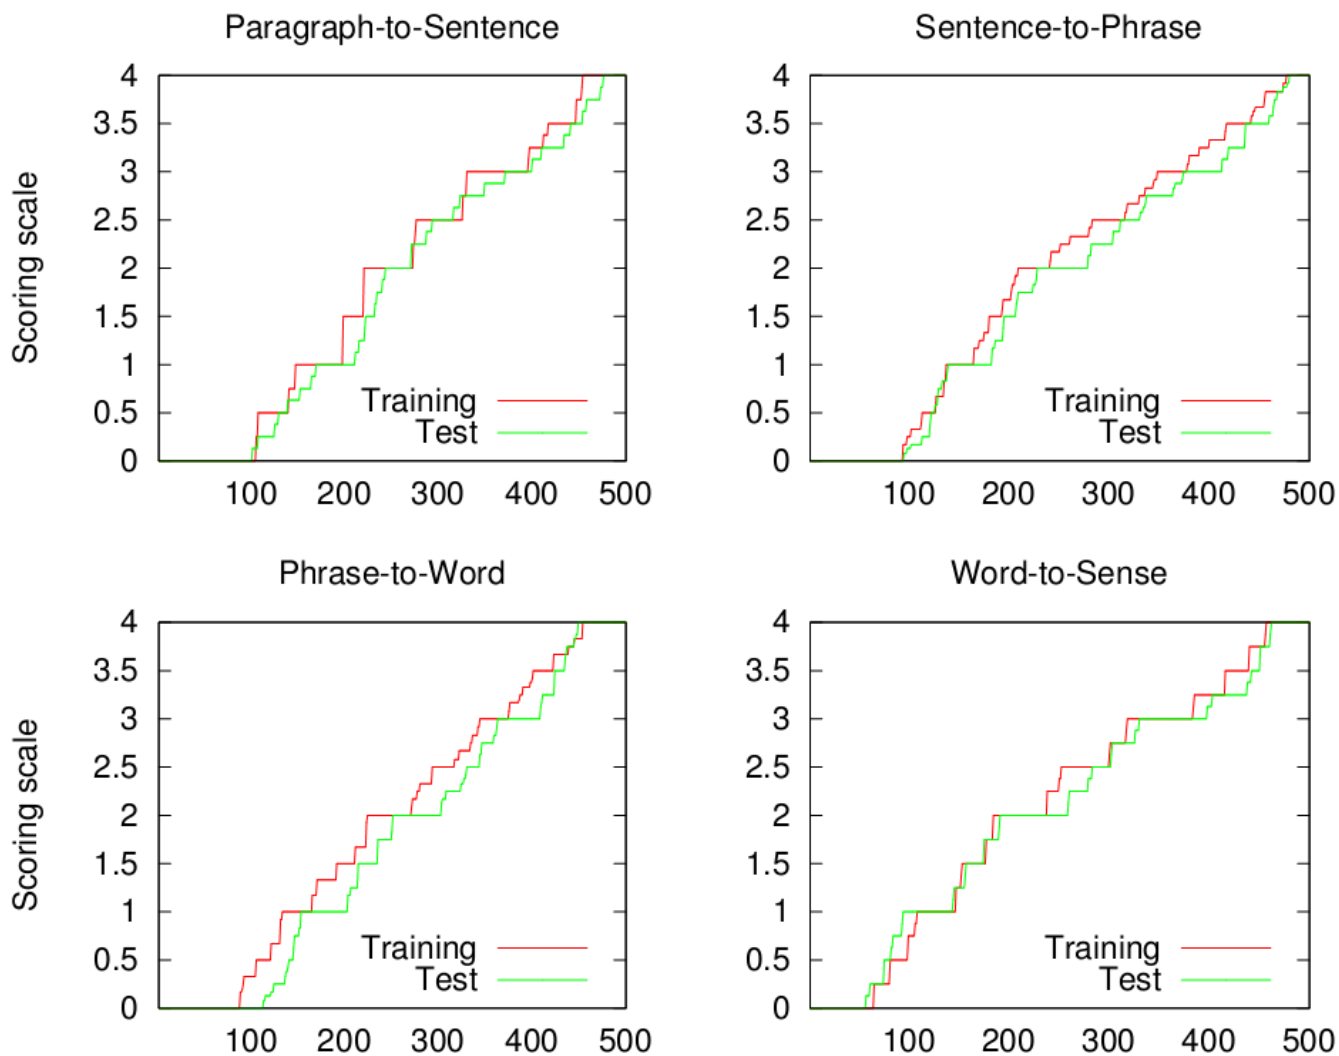 Paragraph-to-Sentence
Scoring scale
4
3.5
3
2.5
2
1.5
1
0.5
0
Training
Test
100 200 300 400 500
Sentence-to-Phrase
4
3.5
3
2.5
2
1.5
1
0.5
0
Training
Test
100 200 300 400 500
Phrase-to-Word
Scoring scale
4
3.5
3
2.5
2
1.5
1
0.5
0
Training
Test
100 200 300 400 500
Word-to-Sense
4
3.5
3
2.5
2
1.5
1
0.5
0
Training
Test
100 200 300 400 500